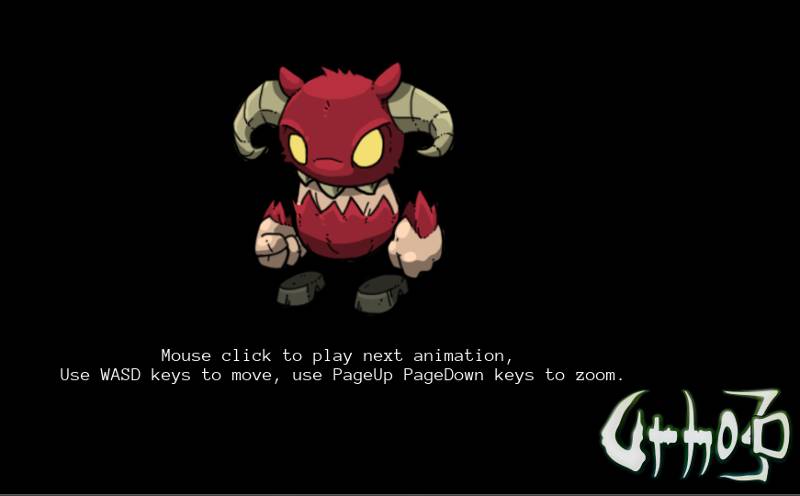 Mouse click to play next animation,
Use WASD keys to move, use PageUp PageDown keys to zoom.